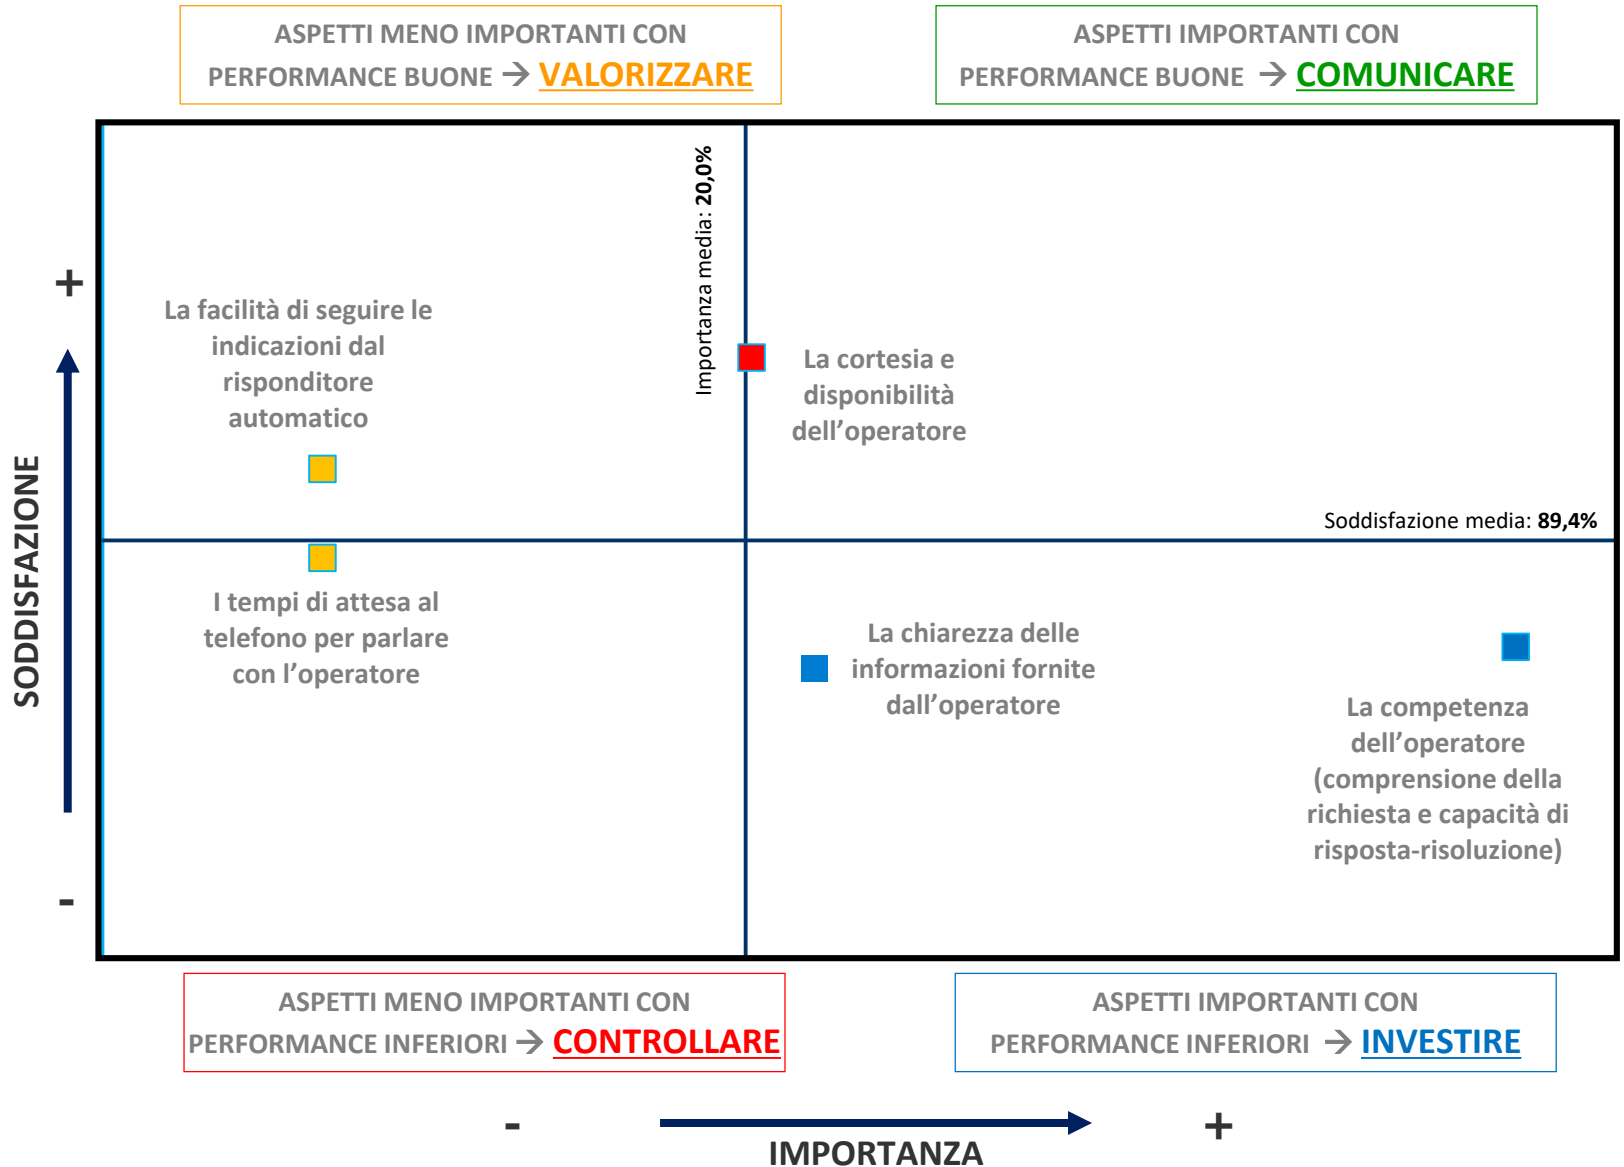 ASPETTI MENO IMPORTANTI CON
PERFORMANCE BUONE → VALORIZZARE
ASPETTI IMPORTANTI CON
PERFORMANCE BUONE → COMUNICARE
Importanza media: 20,0%
+
La facilità di seguire le
indicazioni dal
risponditore
automatico
La cortesia e
disponibilità
dell'operatore
SODDISFAZIONE
Soddisfazione media: 89,4%
I tempi di attesa al
telefono per parlare
con l'operatore
La chiarezza delle
informazioni fornite
dall'operatore
La competenza
dell'operatore
(comprensione della
richiesta e capacità di
risposta-risoluzione)
-
ASPETTI MENO IMPORTANTI CON
PERFORMANCE INFERIORI → CONTROLLARE
ASPETTI IMPORTANTI CON
PERFORMANCE INFERIORI → INVESTIRE
- +
IMPORTANZA